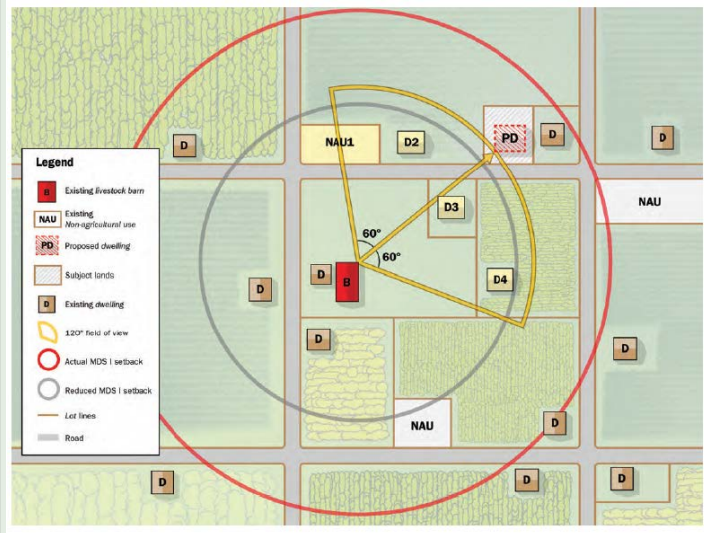 NAU1
D2
PD
D
D
D
Legend
B
Existing livestock barn
NAU
Existing
Non-agricultural use
PD
Proposed dwelling
Subject lands
D
Existing dwelling
120° field of view
Actual MDS I setback
Reduced MDS I setback
Lot lines
Road
D3
NAU
60°
60°
D
D
B
D4
D
D
NAU
D
D
D
D